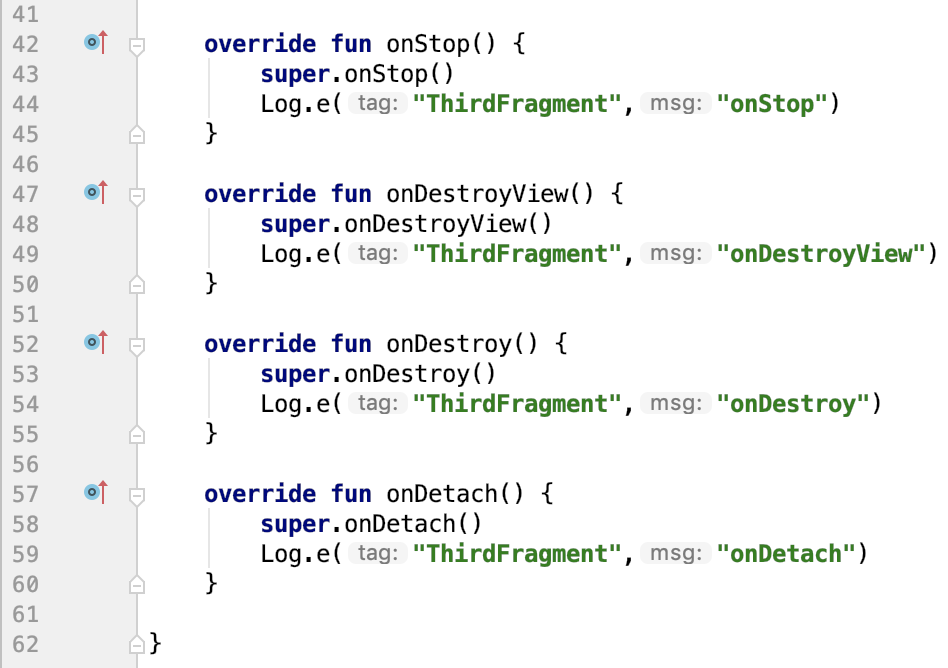 41
42 override fun onStop() {
43 super.onStop()
44 Log.e( tag: "ThirdFragment", msg: "onStop")
45 }
46
47 override fun onDestroyView() {
48 super.onDestroyView()
49 Log.e( tag: "ThirdFragment", msg: "onDestroyView")
50 }
51
52 override fun onDestroy() {
53 super.onDestroy()
54 Log.e( tag: "ThirdFragment", msg: "onDestroy")
55 }
56
57 override fun onDetach() {
58 super.onDetach()
59 Log.e( tag: "ThirdFragment", msg: "onDetach")
60 }
61
62 }